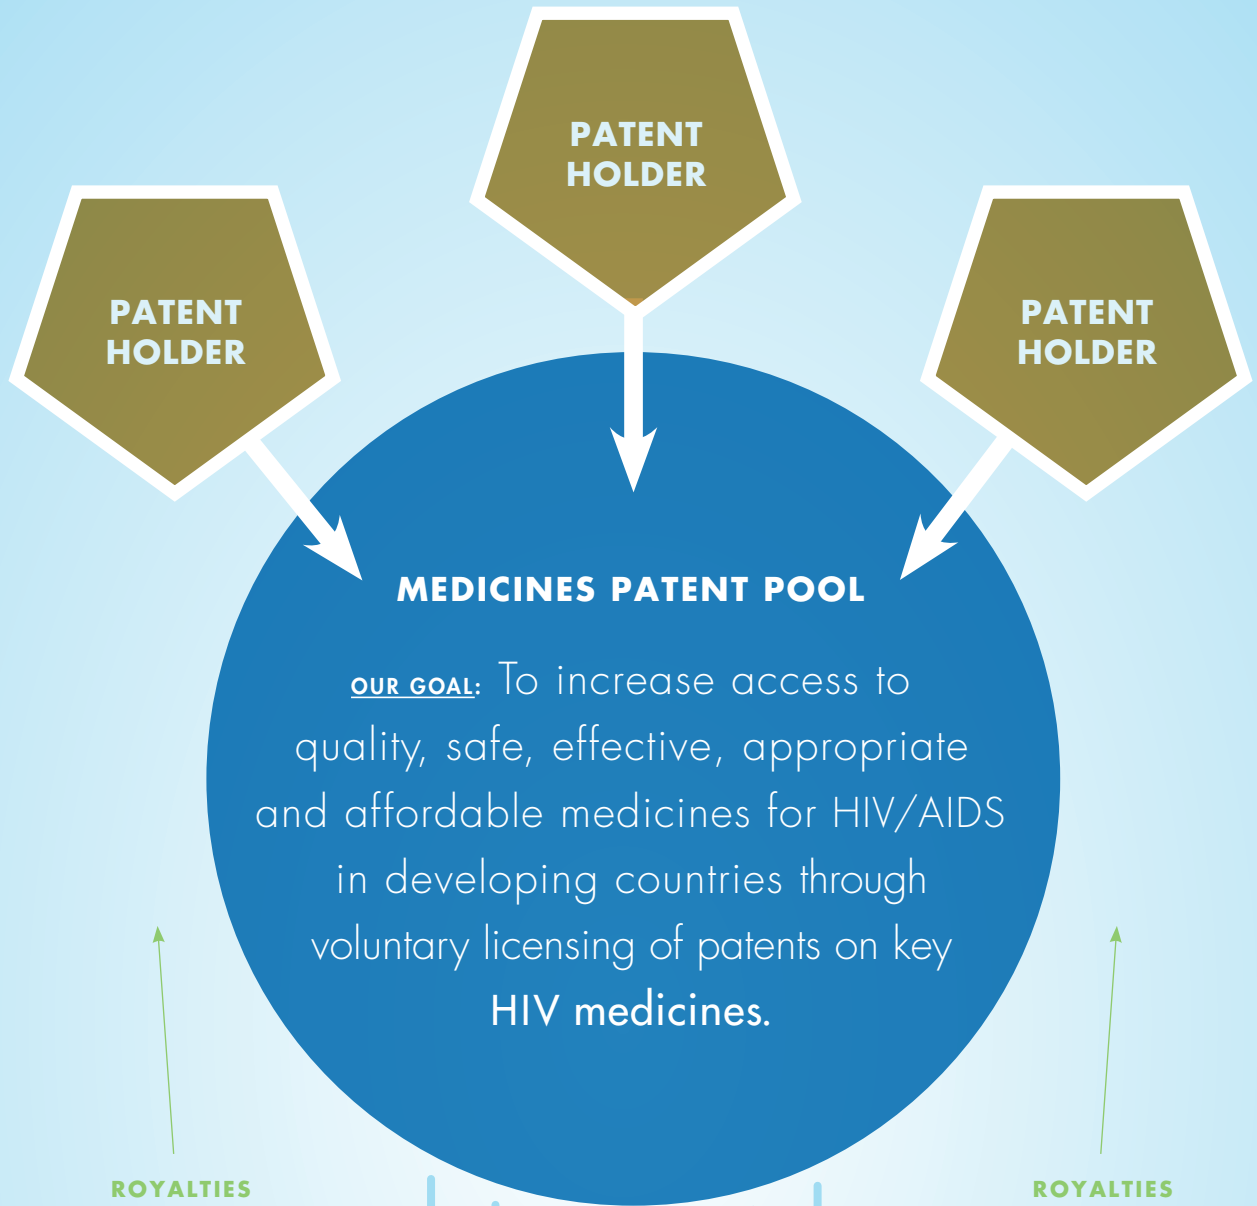 PATENT
HOLDER
PATENT
HOLDER
PATENT
HOLDER
MEDICINES PATENT POOL
OUR GOAL: To increase access to
quality, safe, effective, appropriate
and affordable medicines for HIV/AIDS
in developing countries through
voluntary licensing of patents on key
HIV medicines.
ROYALTIES
ROYALTIES